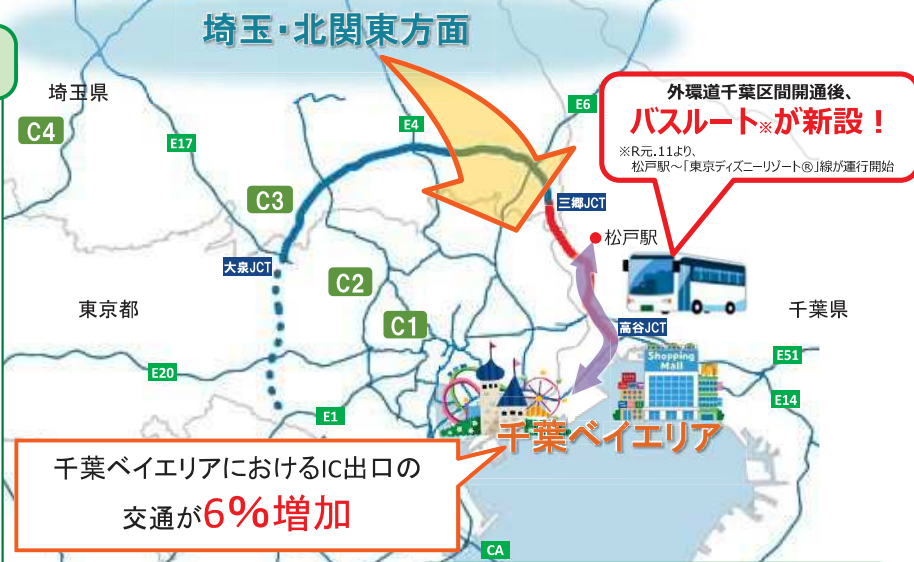 埼玉・北関東方面
埼玉県
C4
E17
E4
E6
外環道千葉区間開通後、
バスルート※が新設！
※R元.11より、
松戸駅～「東京ディズニーリゾート®」線が運行開始
C3
三郷JCT
松戸駅
大泉JCT
C2
東京都
C1
千葉県
高谷JCT
Shopping
Mall
E51
E20
E14
E1
千葉ベイエリア
千葉ベイエリアにおけるIC出口の
交通が6%増加
CA